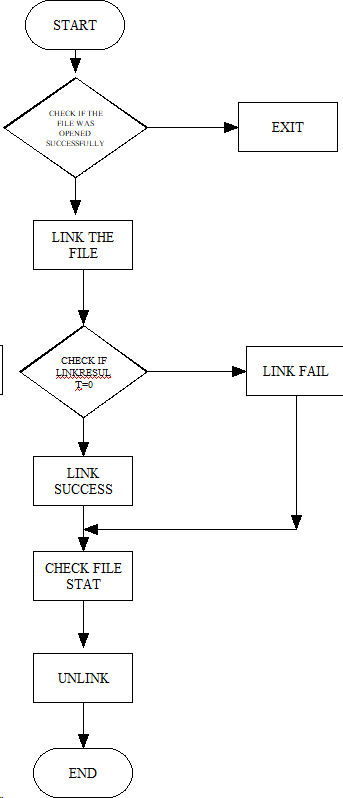 START
CHECK IF THE
FILE WAS
OPENED
SUCCESSFULLY
EXIT
LINK THE
FILE
CHECK IF
LINKRESUL
T=0
LINK FAIL
LINK
SUCCESS
CHECK FILE
STAT
UNLINK
END